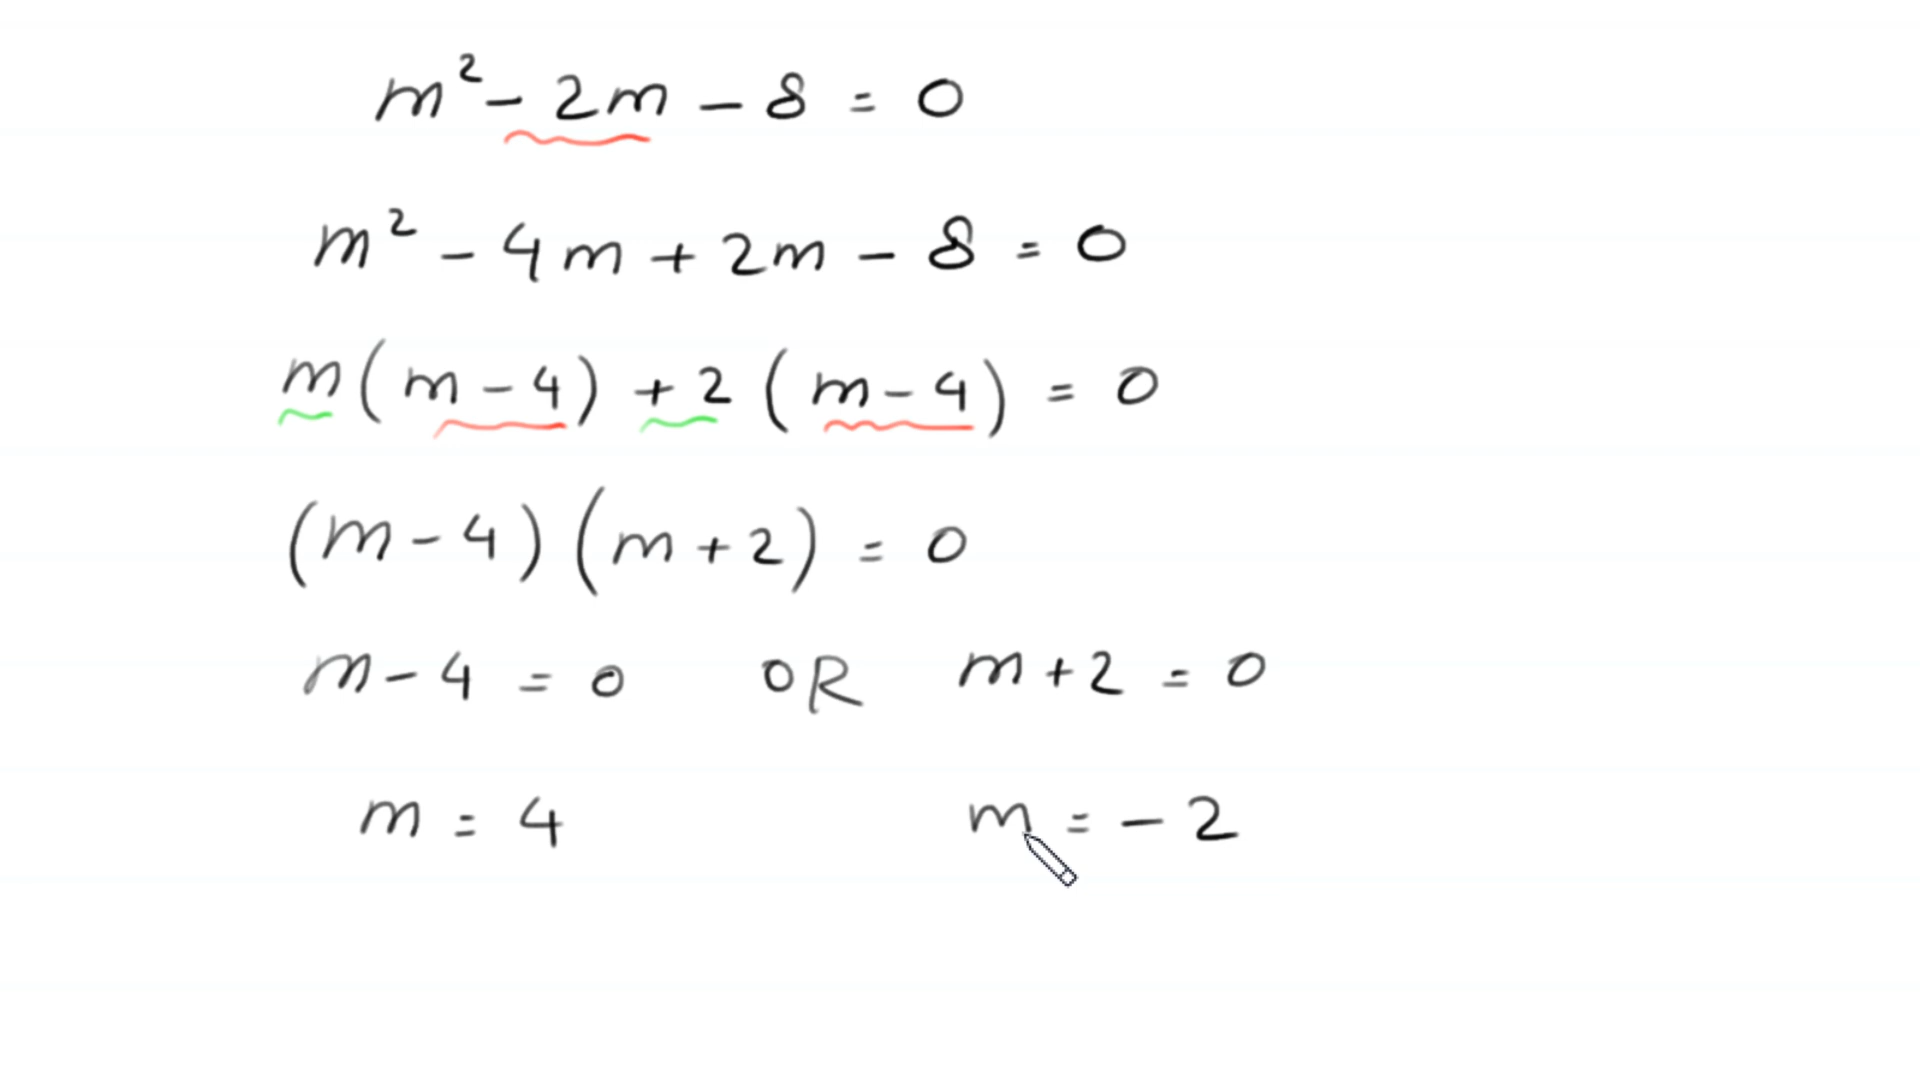 m² - 2m - 8 = 0
m² - 4m + 2m - 8 = 0
m(m - 4) + 2(m - 4) = 0
(m - 4)(m + 2) = 0
m - 4 = 0 OR m + 2 = 0
m = 4 m = -2